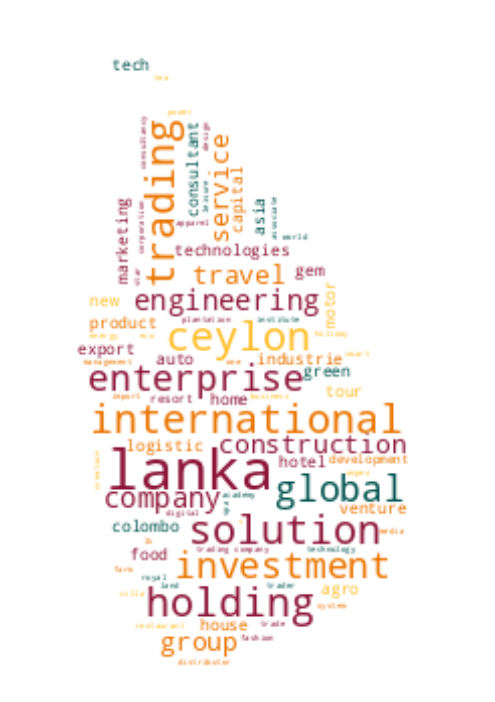 tech
tea
power
trading
consultancy
consultant
design
service
leisure
capital
marketing
corporation
apparel
asia
associate
world
technologies
star
travel
gem
new
engineering
motor
product
plantation
institute
ceylon
holiday
energy
export
auto
industrie
smart
management
enterprise
green
tour
import
resort
home
business
international
logistic
construction
creation
lanka
hotel
development
company
academy
global
venture
digital
colombo
solution
media
food
trading company
technology
farm
investment
royal
land
trader
agro
villa
holding
system
restaurant
house
trade
group
fashion
distributor